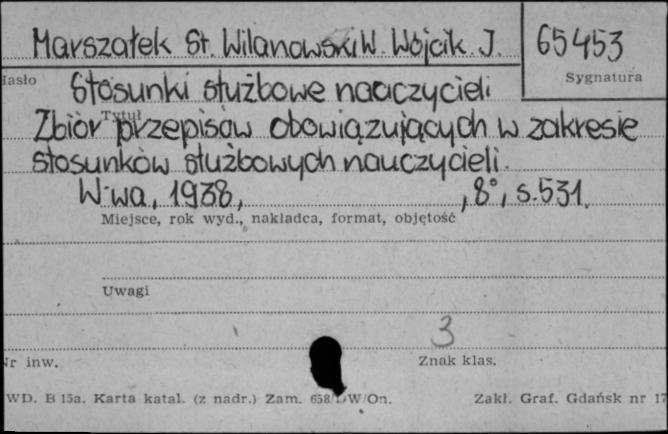 Marszałek St. Wilanowski W. Wójcik. J. 65453
Hasło Sygnatura
Stosunki służbowe nauczycieli
Tytuł
Zbiór przepisów obowiązujących w zakresie
stosunków służbowych nauczycieli.
W-wa, 1938, , 8°, s. 531.
Miejsce, rok wyd., nakładca, format, objętość
Uwagi
3
Nr inw. Znak klas.
WD. B 15a. Karta katal. (z nadr.) Zam. 658/DW/On. Zakł. Graf. Gdańsk nr 17